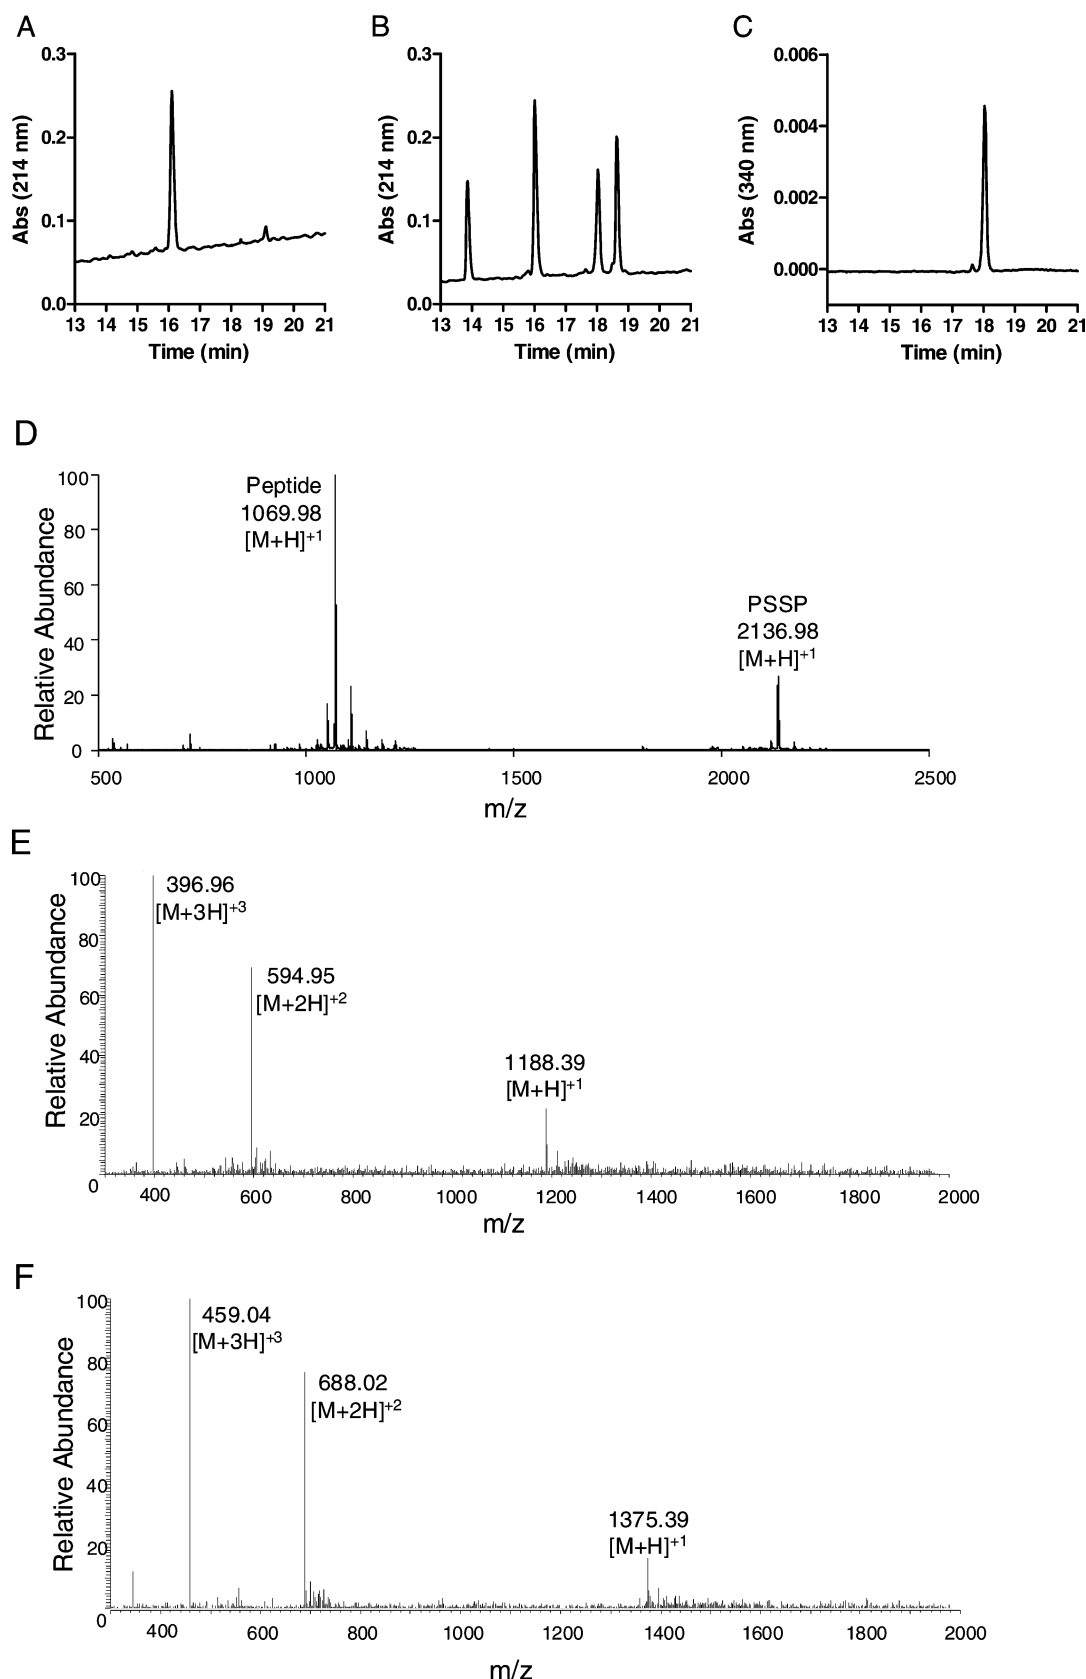 A
B
C
0.3
0.2
0.1
0.0
Abs (214 nm)
13 14 15 16 17 18 19 20 21
Time (min)
0.3
0.2
0.1
0.0
Abs (214 nm)
13 14 15 16 17 18 19 20 21
Time (min)
0.006
0.004
0.002
0.000
Abs (340 nm)
13 14 15 16 17 18 19 20 21
Time (min)
D
100
80
60
40
20
0
Relative Abundance
Peptide
1069.98
[M+H]+1
PSSP
2136.98
[M+H]+1
500 1000 1500 2000 2500
m/z
E
100
80
60
40
20
0
Relative Abundance
396.96
[M+3H]+3
594.95
[M+2H]+2
1188.39
[M+H]+1
400 600 800 1000 1200 1400 1600 1800 2000
m/z
F
100
80
60
40
20
0
Relative Abundance
459.04
[M+3H]+3
688.02
[M+2H]+2
1375.39
[M+H]+1
400 600 800 1000 1200 1400 1600 1800 2000
m/z